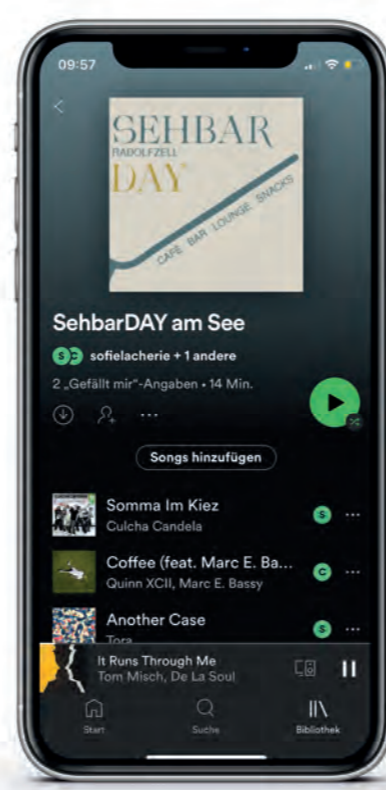 09:57
SEHBAR
RADOLFZELL
DAY
CAFÉ BAR LOUNGE SNACKS
SehbarDAY am See
S C sofielacherie + 1 andere
2 „Gefällt mir“-Angaben • 14 Min.
Songs hinzufügen
Somma Im Kiez
S
Culcha Candela
Coffee (feat. Marc E. Ba...
C
Quinn XCII, Marc E. Bassy
Another Case
S
Tora
It Runs Through Me
Tom Misch, De La Soul
Start
Suche
Bibliothek